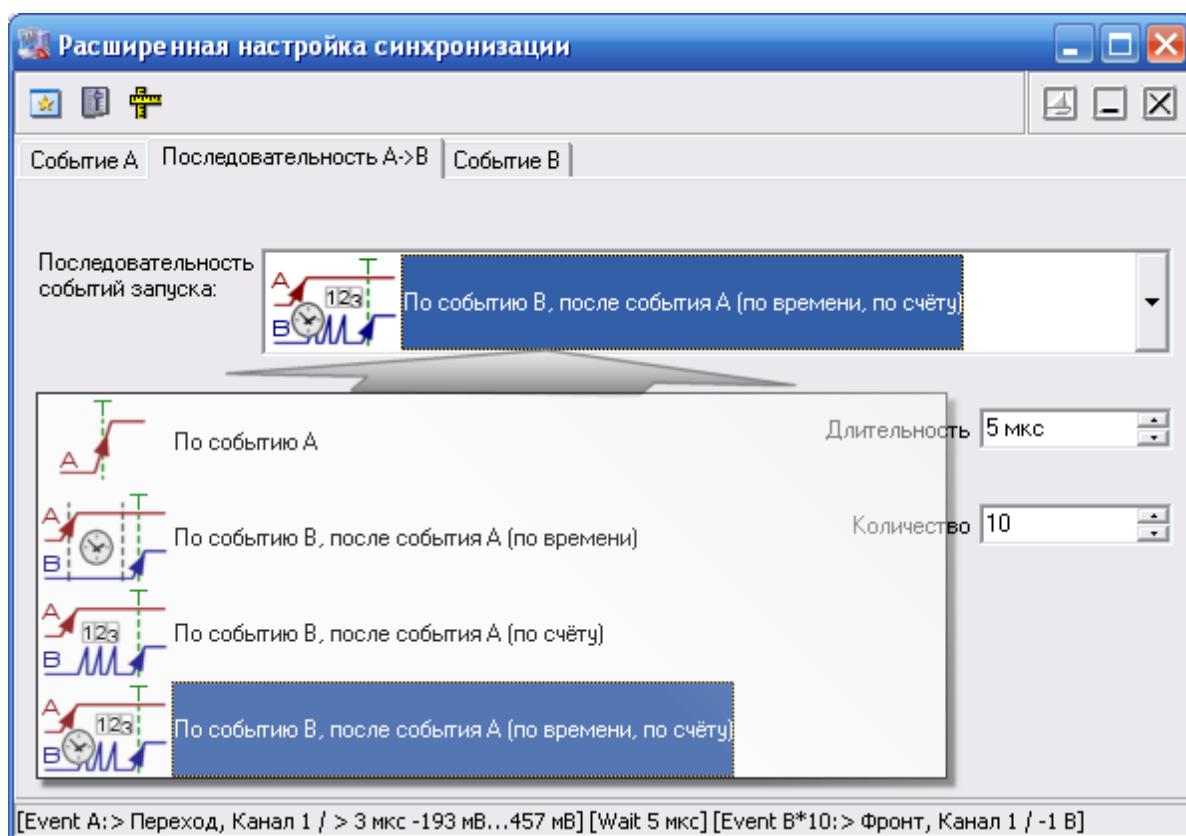 Расширенная настройка синхронизации
Событие A Последовательность A->B Событие B
Последовательность
событий запуска:
A B 123 T
По событию B, после события A (по времени, по счёту)
T A
По событию A
Длительность 5 мкс
A B T
По событию B, после события A (по времени)
Количество 10
A B 123 T
По событию B, после события A (по счёту)
A B 123 T
По событию B, после события A (по времени, по счёту)
[Event A:> Переход, Канал 1 / > 3 мкс -193 мВ...457 мВ] [Wait 5 мкс] [Event B*10:> Фронт, Канал 1 / -1 В]